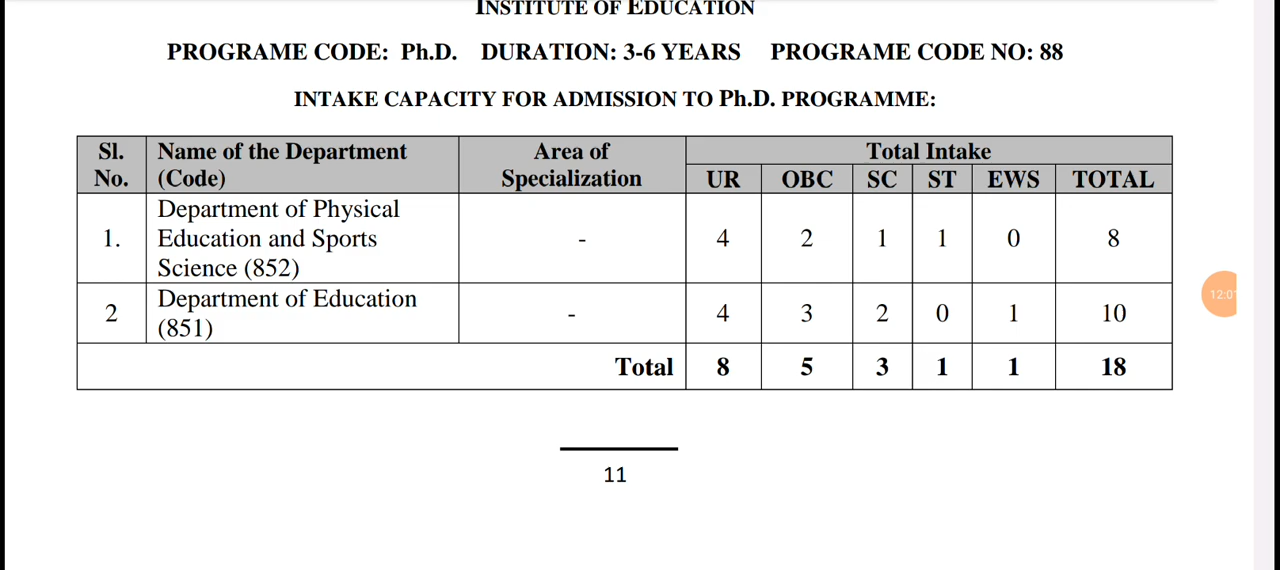 INSTITUTE OF EDUCATION
PROGRAME CODE: Ph.D. DURATION: 3-6 YEARS PROGRAME CODE NO: 88
INTAKE CAPACITY FOR ADMISSION TO Ph.D. PROGRAMME:
Sl. No. Name of the Department (Code) Area of Specialization Total Intake
UR OBC SC ST EWS TOTAL
1. Department of Physical Education and Sports Science (852) - 4 2 1 1 0 8
2 Department of Education (851) - 4 3 2 0 1 10
Total 8 5 3 1 1 18
11